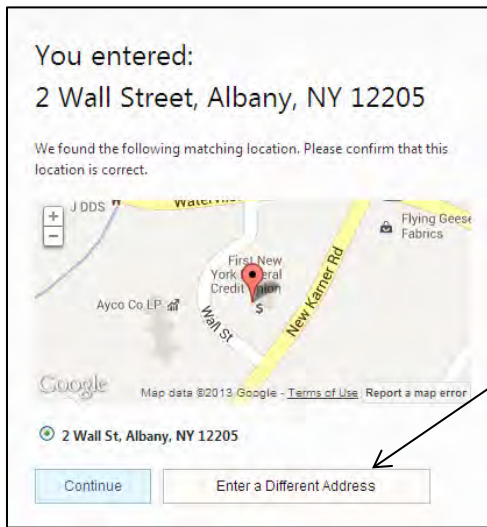 You entered:
2 Wall Street, Albany, NY 12205
We found the following matching location. Please confirm that this
location is correct.
J DDS
+
-
Flying Geese
Fabrics
First New
York
Credit Union
$
Ayco Co LP
Wall St
New Karner Rd
Google
Map data ©2013 Google - Terms of Use
Report a map error
2 Wall St, Albany, NY 12205
Continue
Enter a Different Address